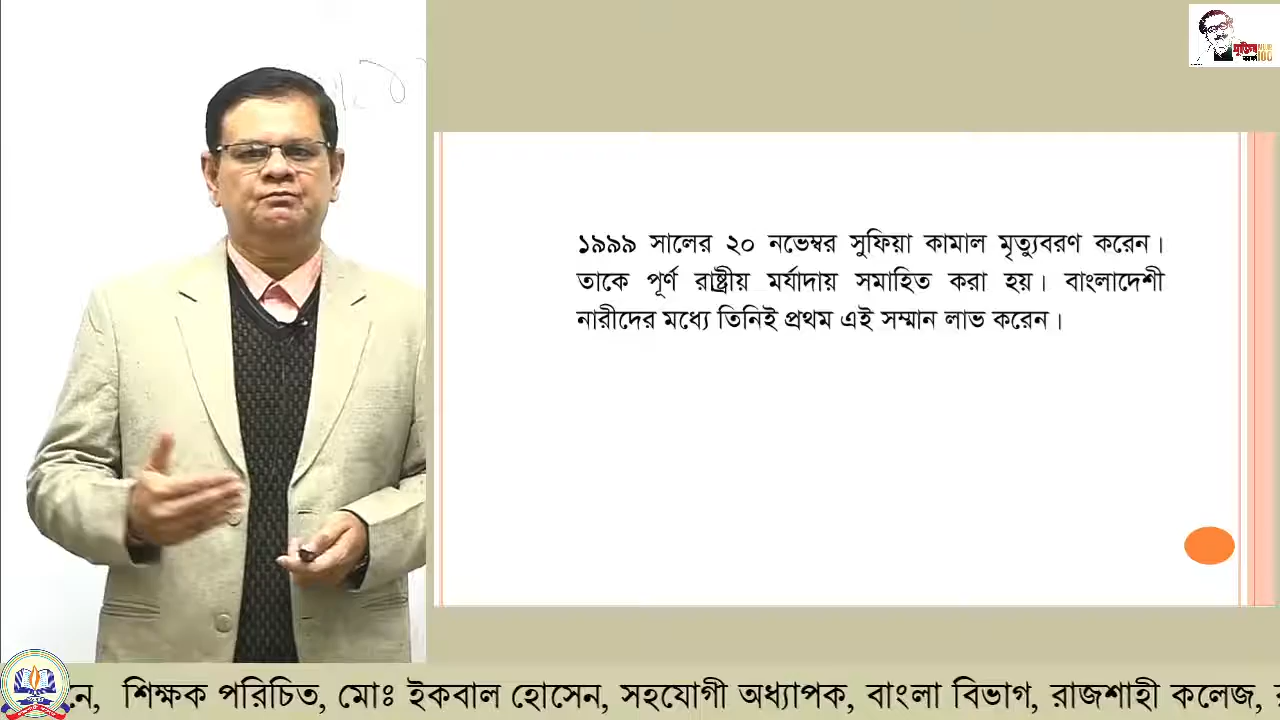 ১৯৯৯ সালের ২০ নভেম্বর সুফিয়া কামাল মৃত্যুবরণ করেন।
তাকে পূর্ণ রাষ্ট্রীয় মর্যাদায় সমাহিত করা হয়। বাংলাদেশী
নারীদের মধ্যে তিনিই প্রথম এই সম্মান লাভ করেন।
নে, শিক্ষক পরিচিত, মোঃ ইকবাল হোসেন, সহযোগী অধ্যাপক, বাংলা বিভাগ, রাজশাহী কলেজ,